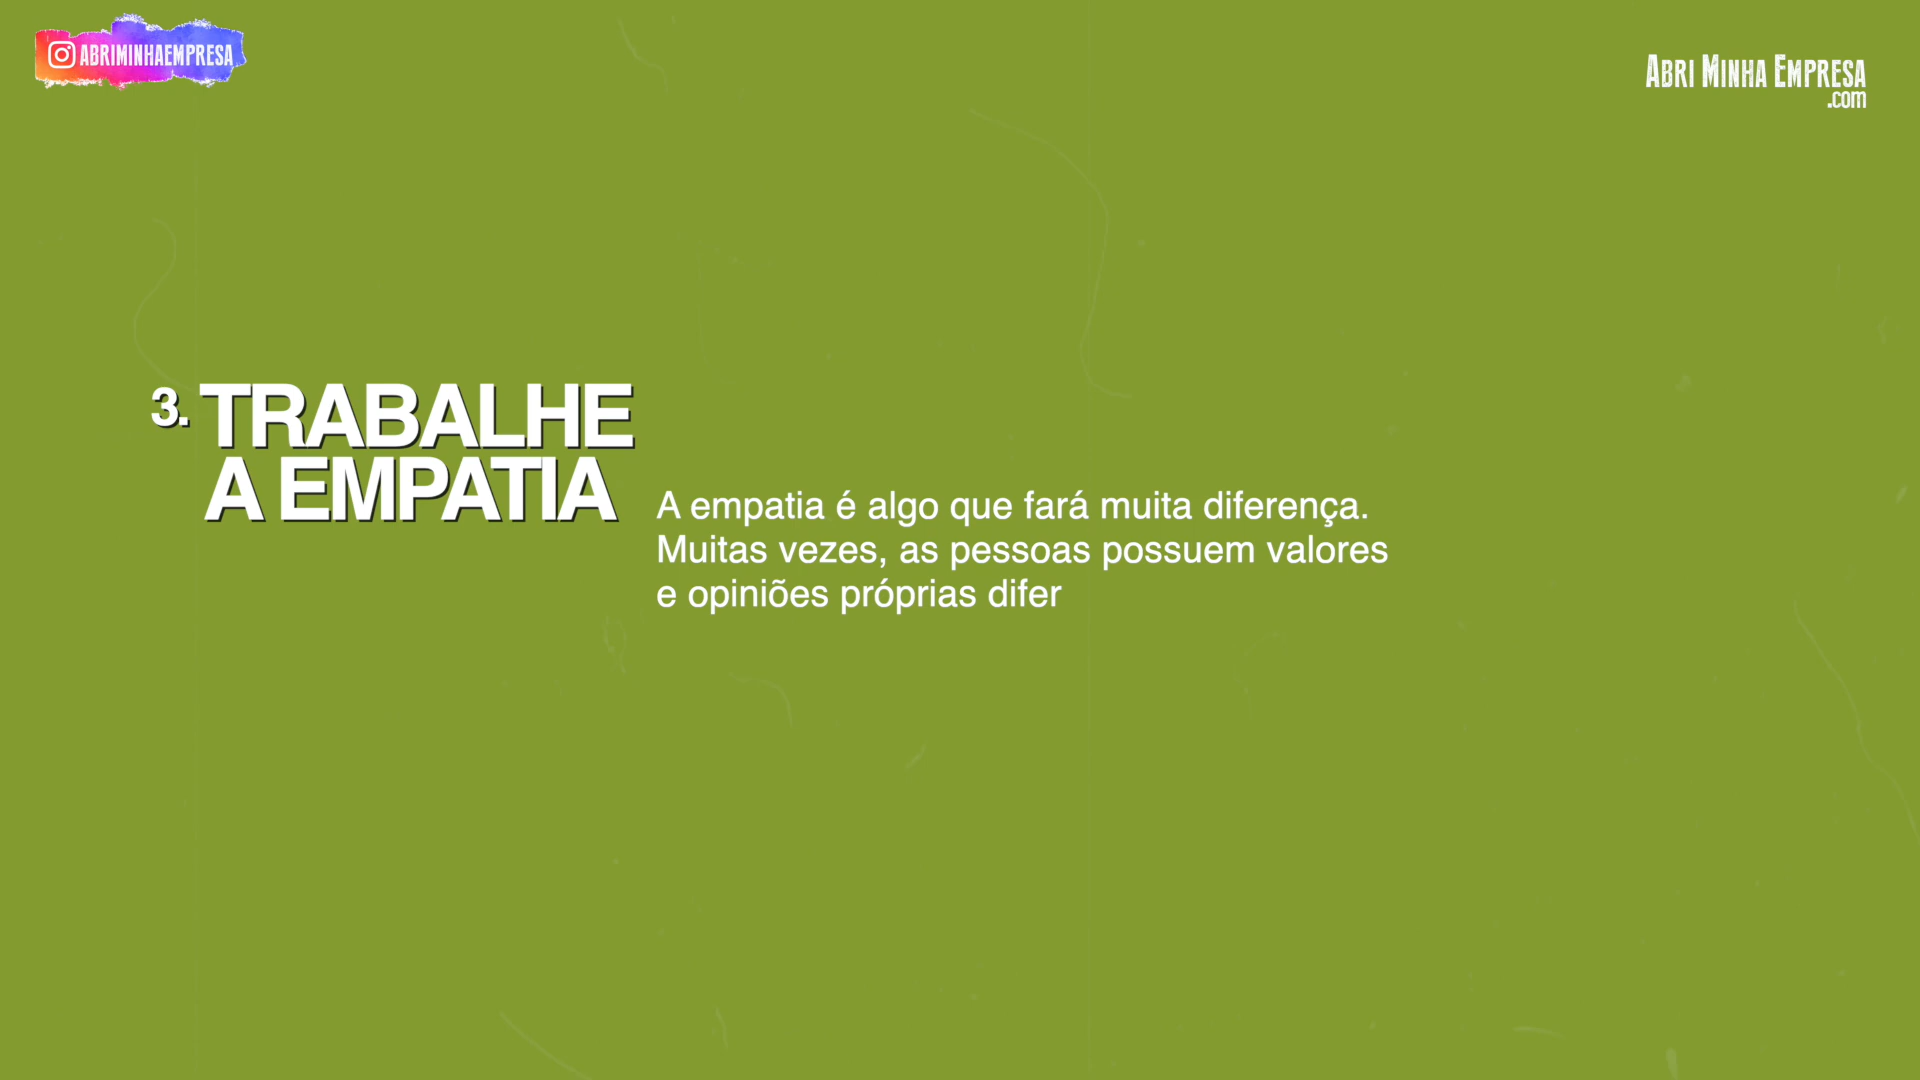 ABRIMINHAEMPRESA
ABRI MINHA EMPRESA
.com
3. TRABALHE
A EMPATIA
A empatia é algo que fará muita diferença.
Muitas vezes, as pessoas possuem valores
e opiniões próprias difer